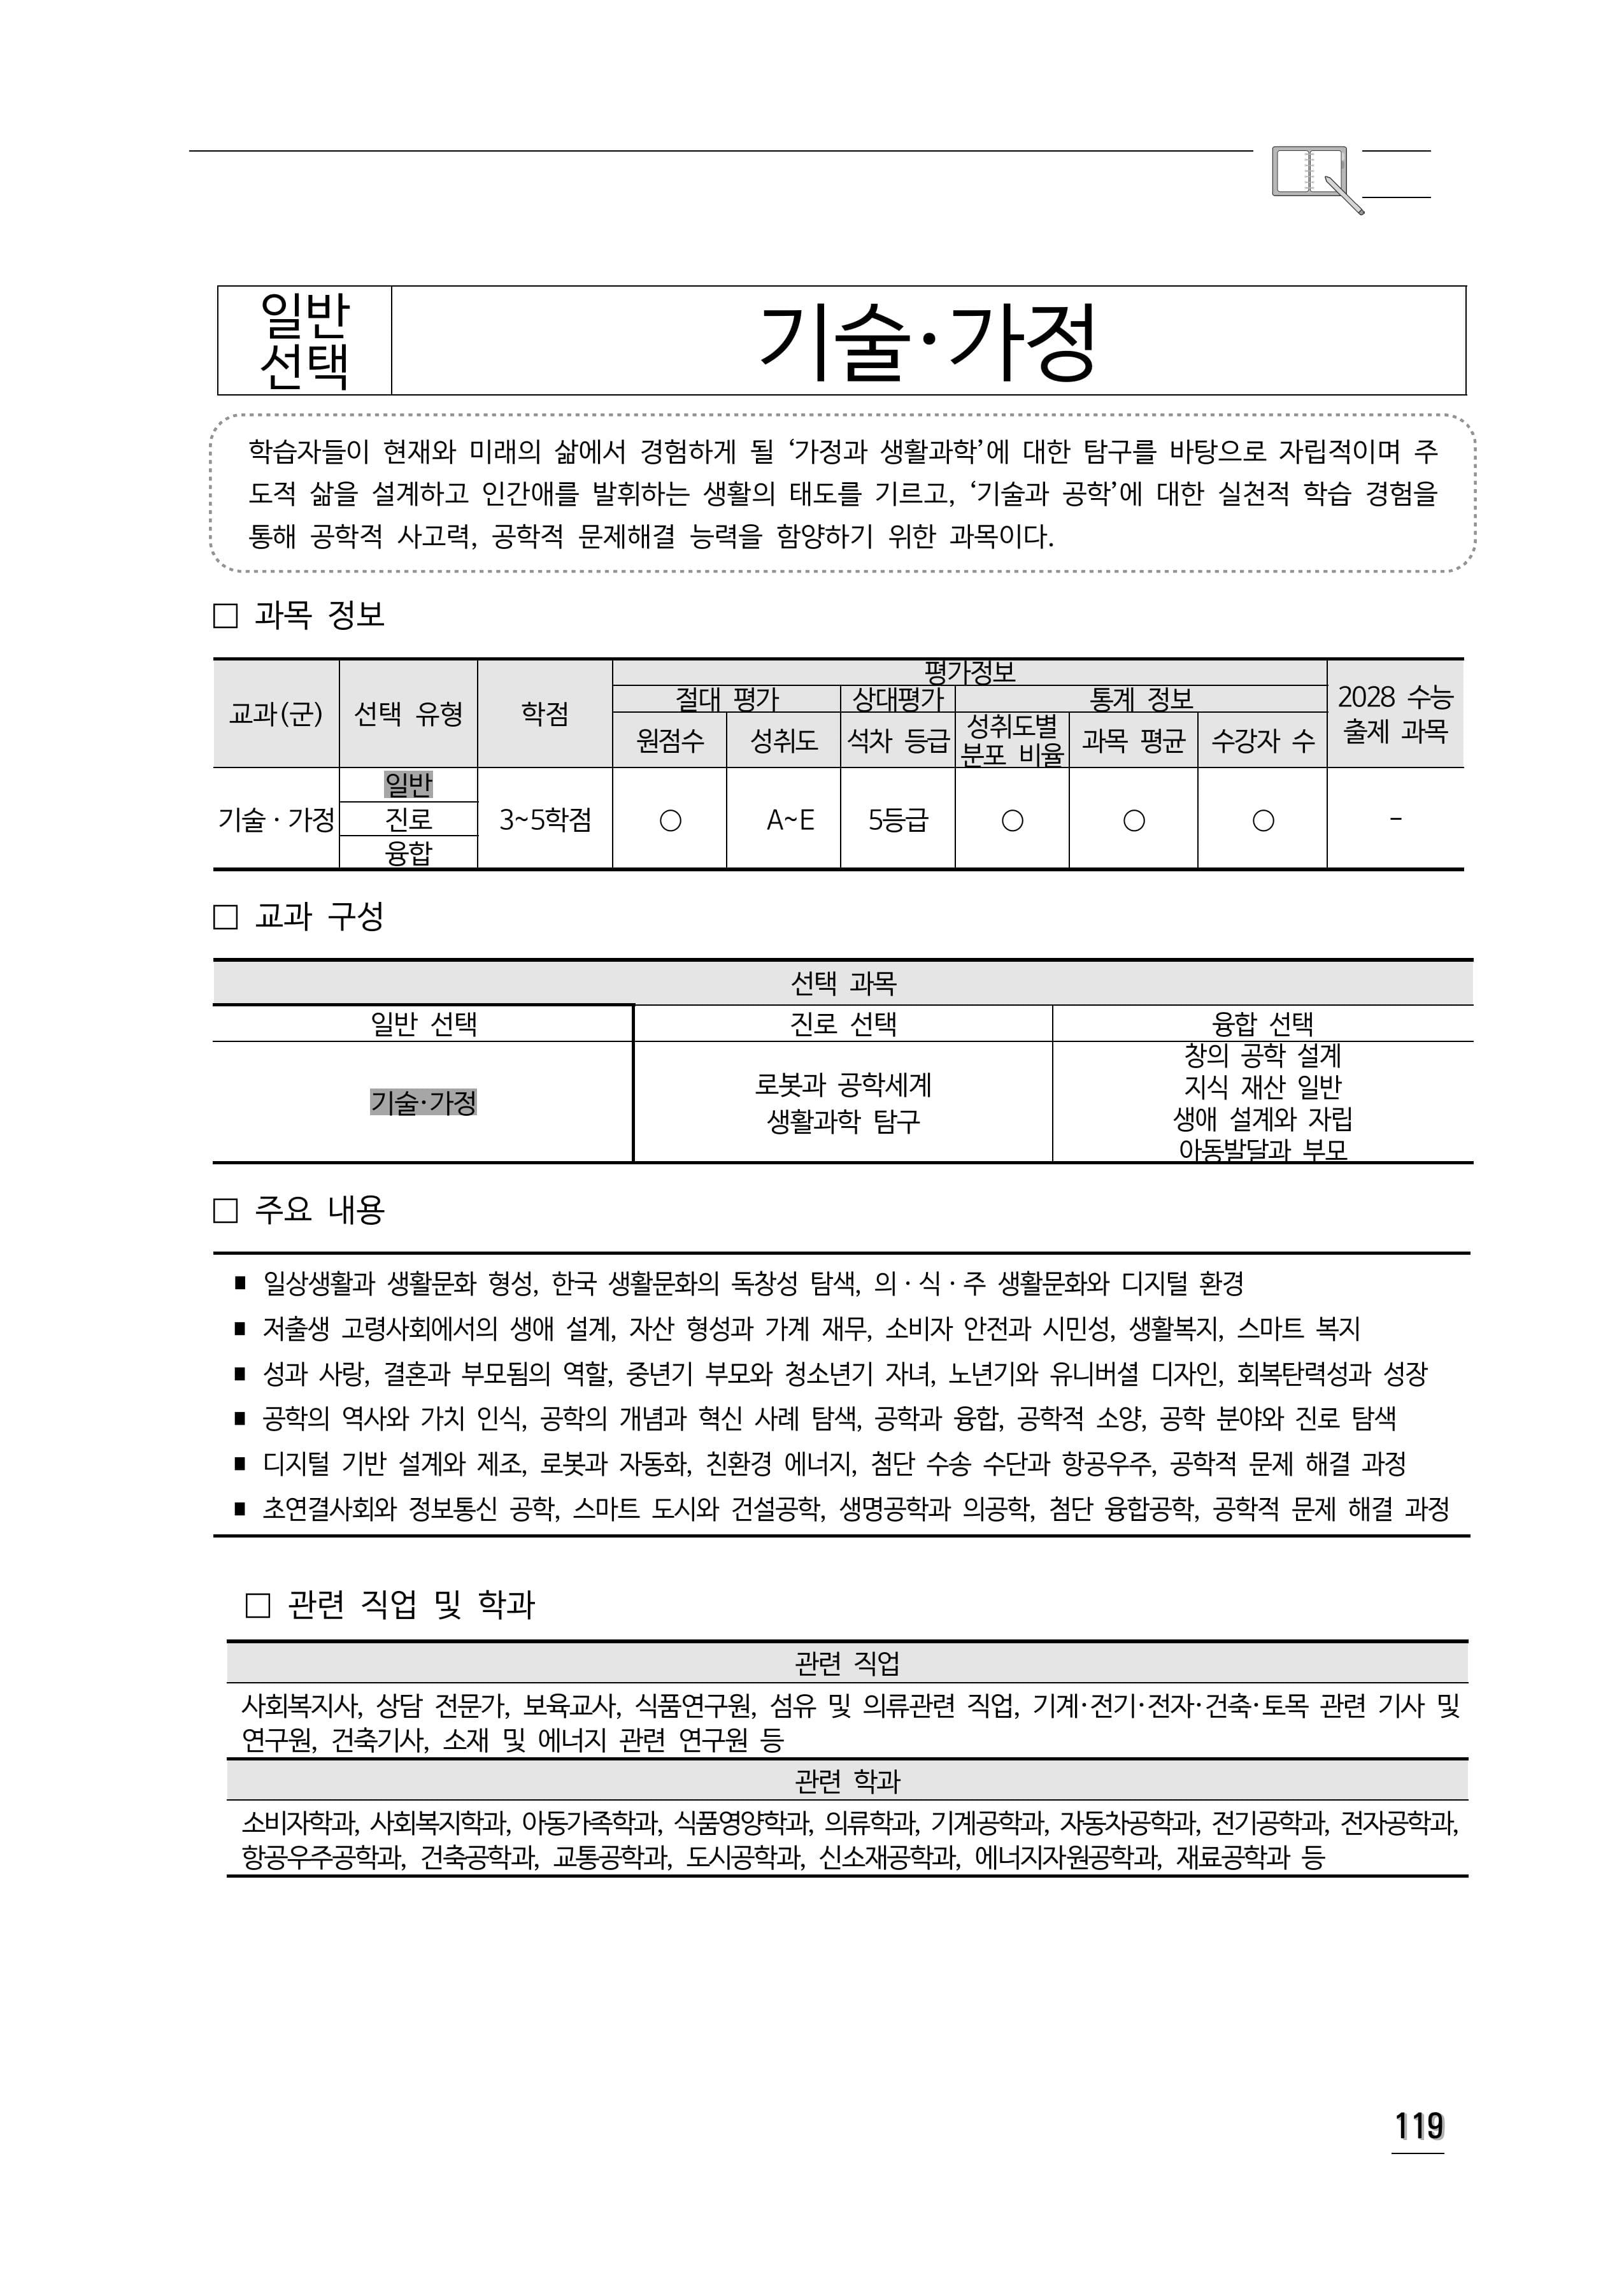 일반
선택
기술·가정
학습자들이 현재와 미래의 삶에서 경험하게 될 ‘가정과 생활과학’에 대한 탐구를 바탕으로 자립적이며 주
도적 삶을 설계하고 인간애를 발휘하는 생활의 태도를 기르고, ‘기술과 공학’에 대한 실천적 학습 경험을
통해 공학적 사고력, 공학적 문제해결 능력을 함양하기 위한 과목이다.
□ 과목 정보
교과(군) 선택 유형 학점 평가정보 2028 수능
출제 과목
절대 평가 상대평가 통계 정보
원점수 성취도 석차 등급 성취도별
분포 비율 과목 평균 수강자 수
기술·가정 일반 3~5학점 ○ A~E 5등급 ○ ○ ○ -
진로
융합
□ 교과 구성
선택 과목
일반 선택 진로 선택 융합 선택
기술·가정
로봇과 공학세계
생활과학 탐구
창의 공학 설계
지식 재산 일반
생애 설계와 자립
아동발달과 부모
□ 주요 내용
■ 일상생활과 생활문화 형성, 한국 생활문화의 독창성 탐색, 의·식·주 생활문화와 디지털 환경
■ 저출생 고령사회에서의 생애 설계, 자산 형성과 가계 재무, 소비자 안전과 시민성, 생활복지, 스마트 복지
■ 성과 사랑, 결혼과 부모됨의 역할, 중년기 부모와 청소년기 자녀, 노년기와 유니버셜 디자인, 회복탄력성과 성장
■ 공학의 역사와 가치 인식, 공학의 개념과 혁신 사례 탐색, 공학과 융합, 공학적 소양, 공학 분야와 진로 탐색
■ 디지털 기반 설계와 제조, 로봇과 자동화, 친환경 에너지, 첨단 수송 수단과 항공우주, 공학적 문제 해결 과정
■ 초연결사회와 정보통신 공학, 스마트 도시와 건설공학, 생명공학과 의공학, 첨단 융합공학, 공학적 문제 해결 과정
□ 관련 직업 및 학과
관련 직업
사회복지사, 상담 전문가, 보육교사, 식품연구원, 섬유 및 의류관련 직업, 기계·전기·전자·건축·토목 관련 기사 및
연구원, 건축기사, 소재 및 에너지 관련 연구원 등
관련 학과
소비자학과, 사회복지학과, 아동가족학과, 식품영양학과, 의류학과, 기계공학과, 자동차공학과, 전기공학과, 전자공학과,
항공우주공학과, 건축공학과, 교통공학과, 도시공학과, 신소재공학과, 에너지자원공학과, 재료공학과 등
119